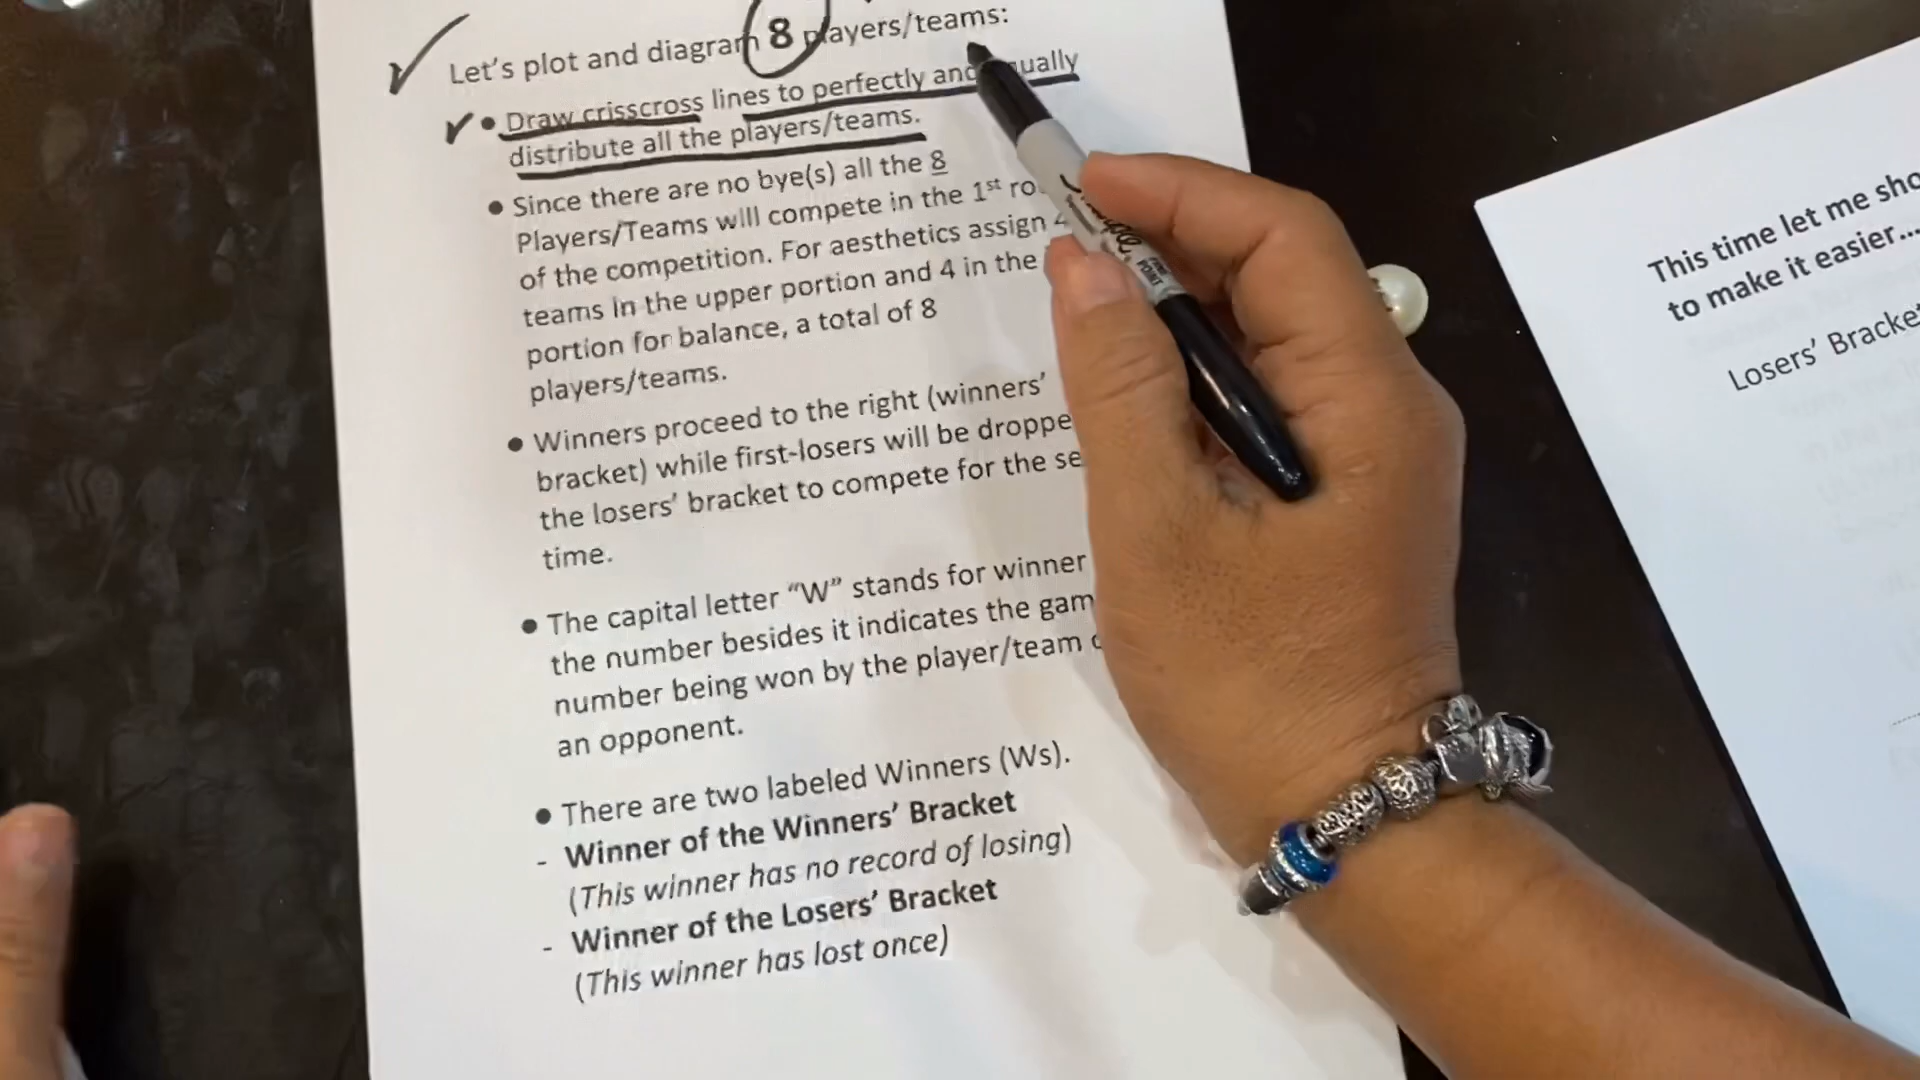 Let's plot and diagram 8 players/teams:
● Draw crisscross lines to perfectly and equally
distribute all the players/teams.
● Since there are no bye(s) all the 8
Players/Teams will compete in the 1st
of the competition. For aesthetics assign 4
teams in the upper portion and 4 in the
portion for balance, a total of 8
players/teams.
● Winners proceed to the right (winners'
bracket) while first-losers will be
the losers' bracket to compete for the
time.
● The capital letter “W” stands for winner
the number besides it indicates the
number being won by the player/team
an opponent.
● There are two labeled Winners (Ws).
- Winner of the Winners' Bracket
(This winner has no record of losing)
- Winner of the Losers' Bracket
(This winner has lost once)
FINE
POINT
This time let me
to make it easier...
Losers'